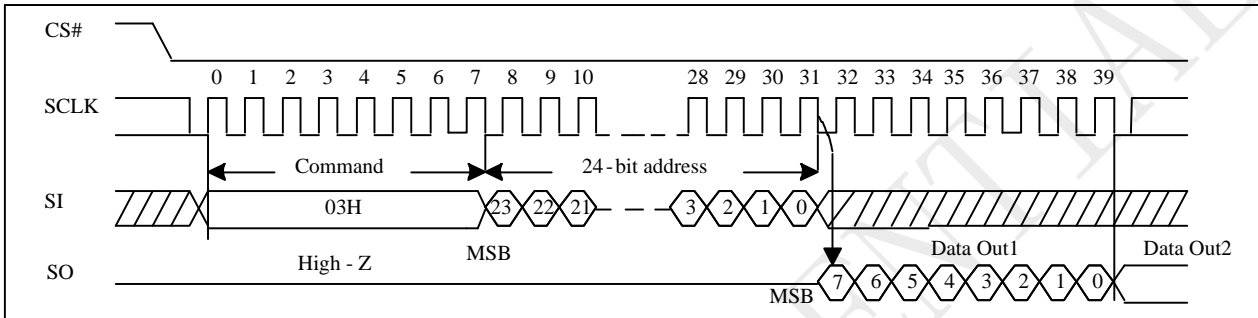 CS#
0 1 2 3 4 5 6 7 8 9 10 28 29 30 31 32 33 34 35 36 37 38 39
SCLK
Command 24-bit address
SI 03H 23 22 21 3 2 1 0
MSB Data Out1 Data Out2
High - Z
SO 7 6 5 4 3 2 1 0
MSB